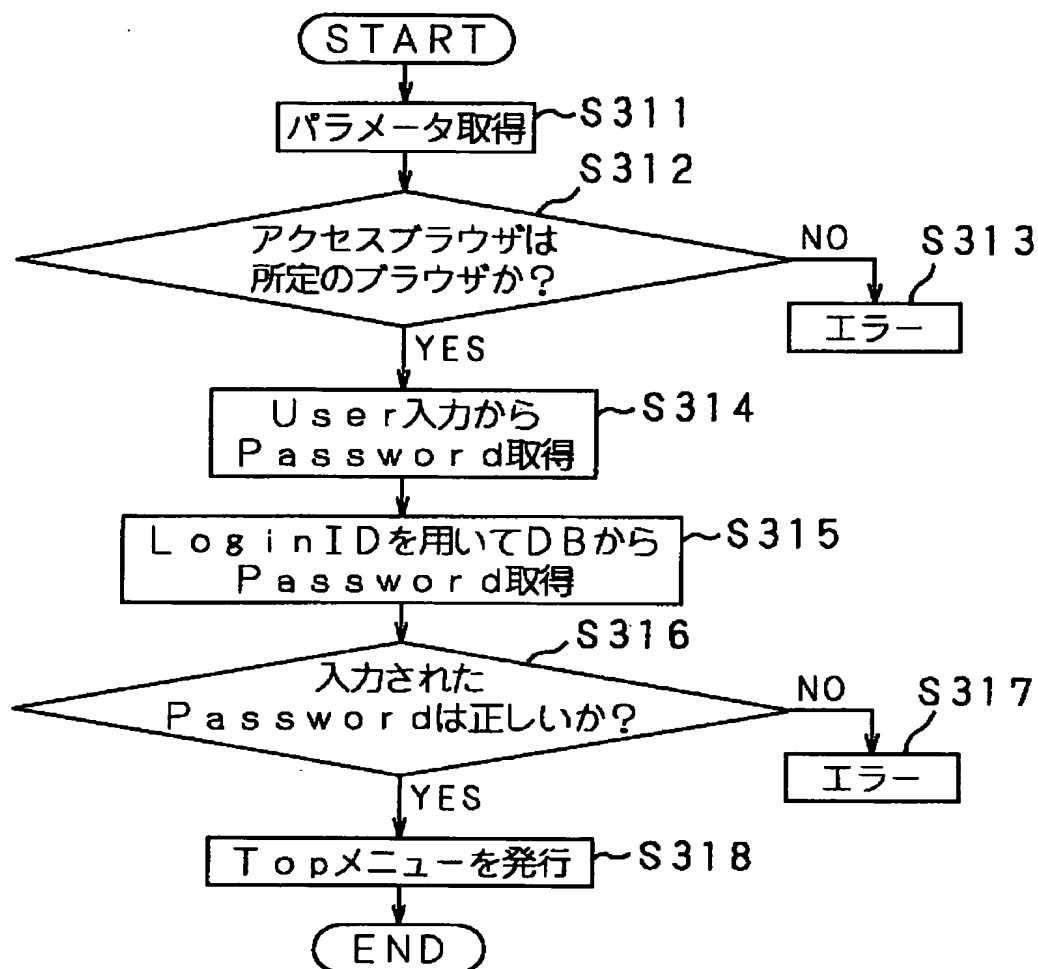 START
パラメータ取得
S311
S312
アクセスブラウザは
所定のブラウザか?
NO
S313
エラー
YES
User入力から
Password取得
S314
LoginIDを用いてDBから
Password取得
S315
S316
入力された
Passwordは正しいか?
NO
S317
エラー
YES
Topメニューを発行
S318
END